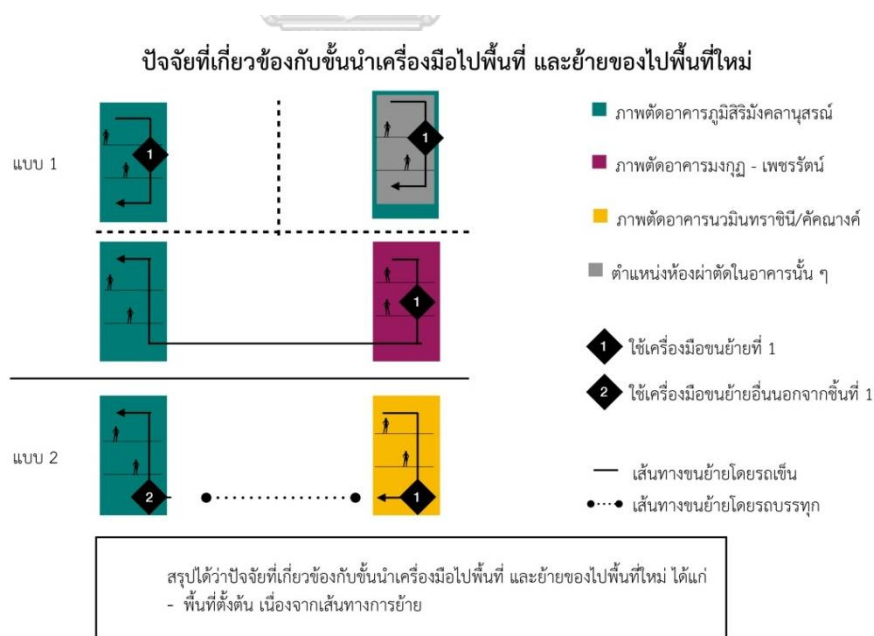 ปัจจัยที่เกี่ยวข้องกับขั้นนำเครื่องมือไปพื้นที่ และย้ายของไปพื้นที่ใหม่
แบบ 1
1
1
1
แบบ 2
2
1
ภาพตัดอาคารภูมิสิริมังคลานุสรณ์
ภาพตัดอาคารมงกุฏ - เพชรรัตน์
ภาพตัดอาคารนวมินทราชินี/คัคณางค์
ตำแหน่งห้องผ่าตัดในอาคารนั้น ๆ
1 ใช้เครื่องมือขนย้ายที่ 1
2 ใช้เครื่องมือขนย้ายอื่นนอกจากชิ้นที่ 1
เส้นทางขนย้ายโดยรถเข็น
เส้นทางขนย้ายโดยรถบรรทุก
สรุปได้ว่าปัจจัยที่เกี่ยวข้องกับขั้นนำเครื่องมือไปพื้นที่ และย้ายของไปพื้นที่ใหม่ ได้แก่
- พื้นที่ตั้งต้น เนื่องจากเส้นทางการย้าย